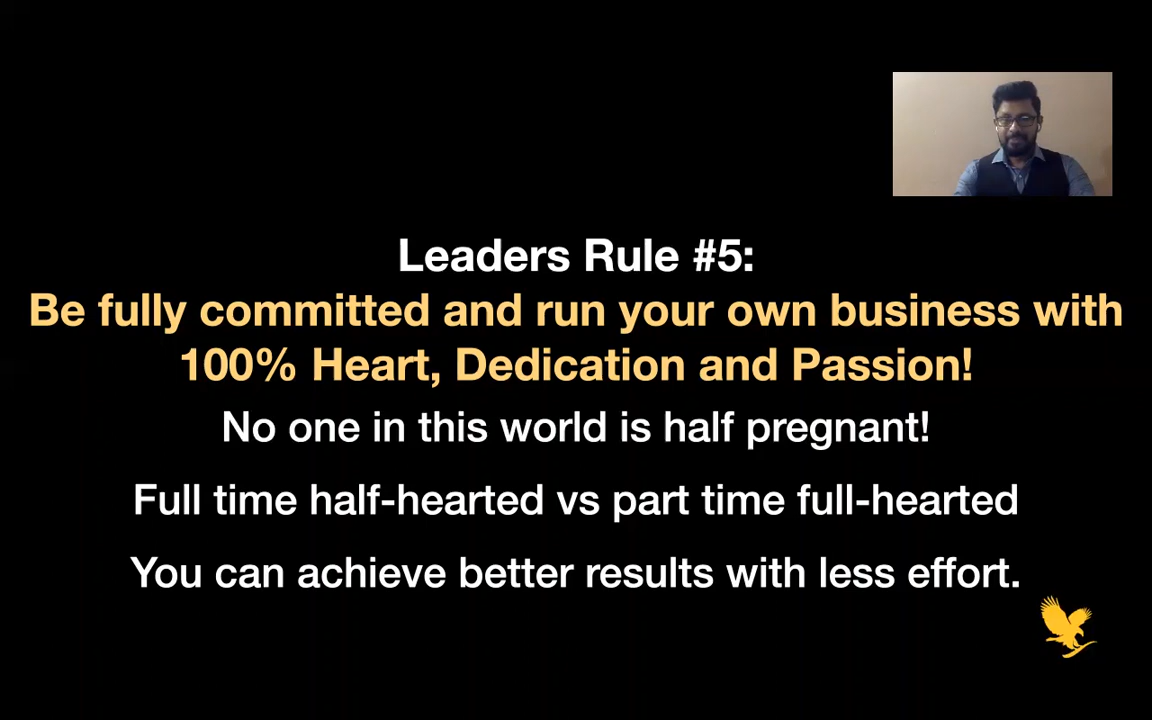 Leaders Rule #5:
Be fully committed and run your own business with
100% Heart, Dedication and Passion!
No one in this world is half pregnant!
Full time half-hearted vs part time full-hearted
You can achieve better results with less effort.